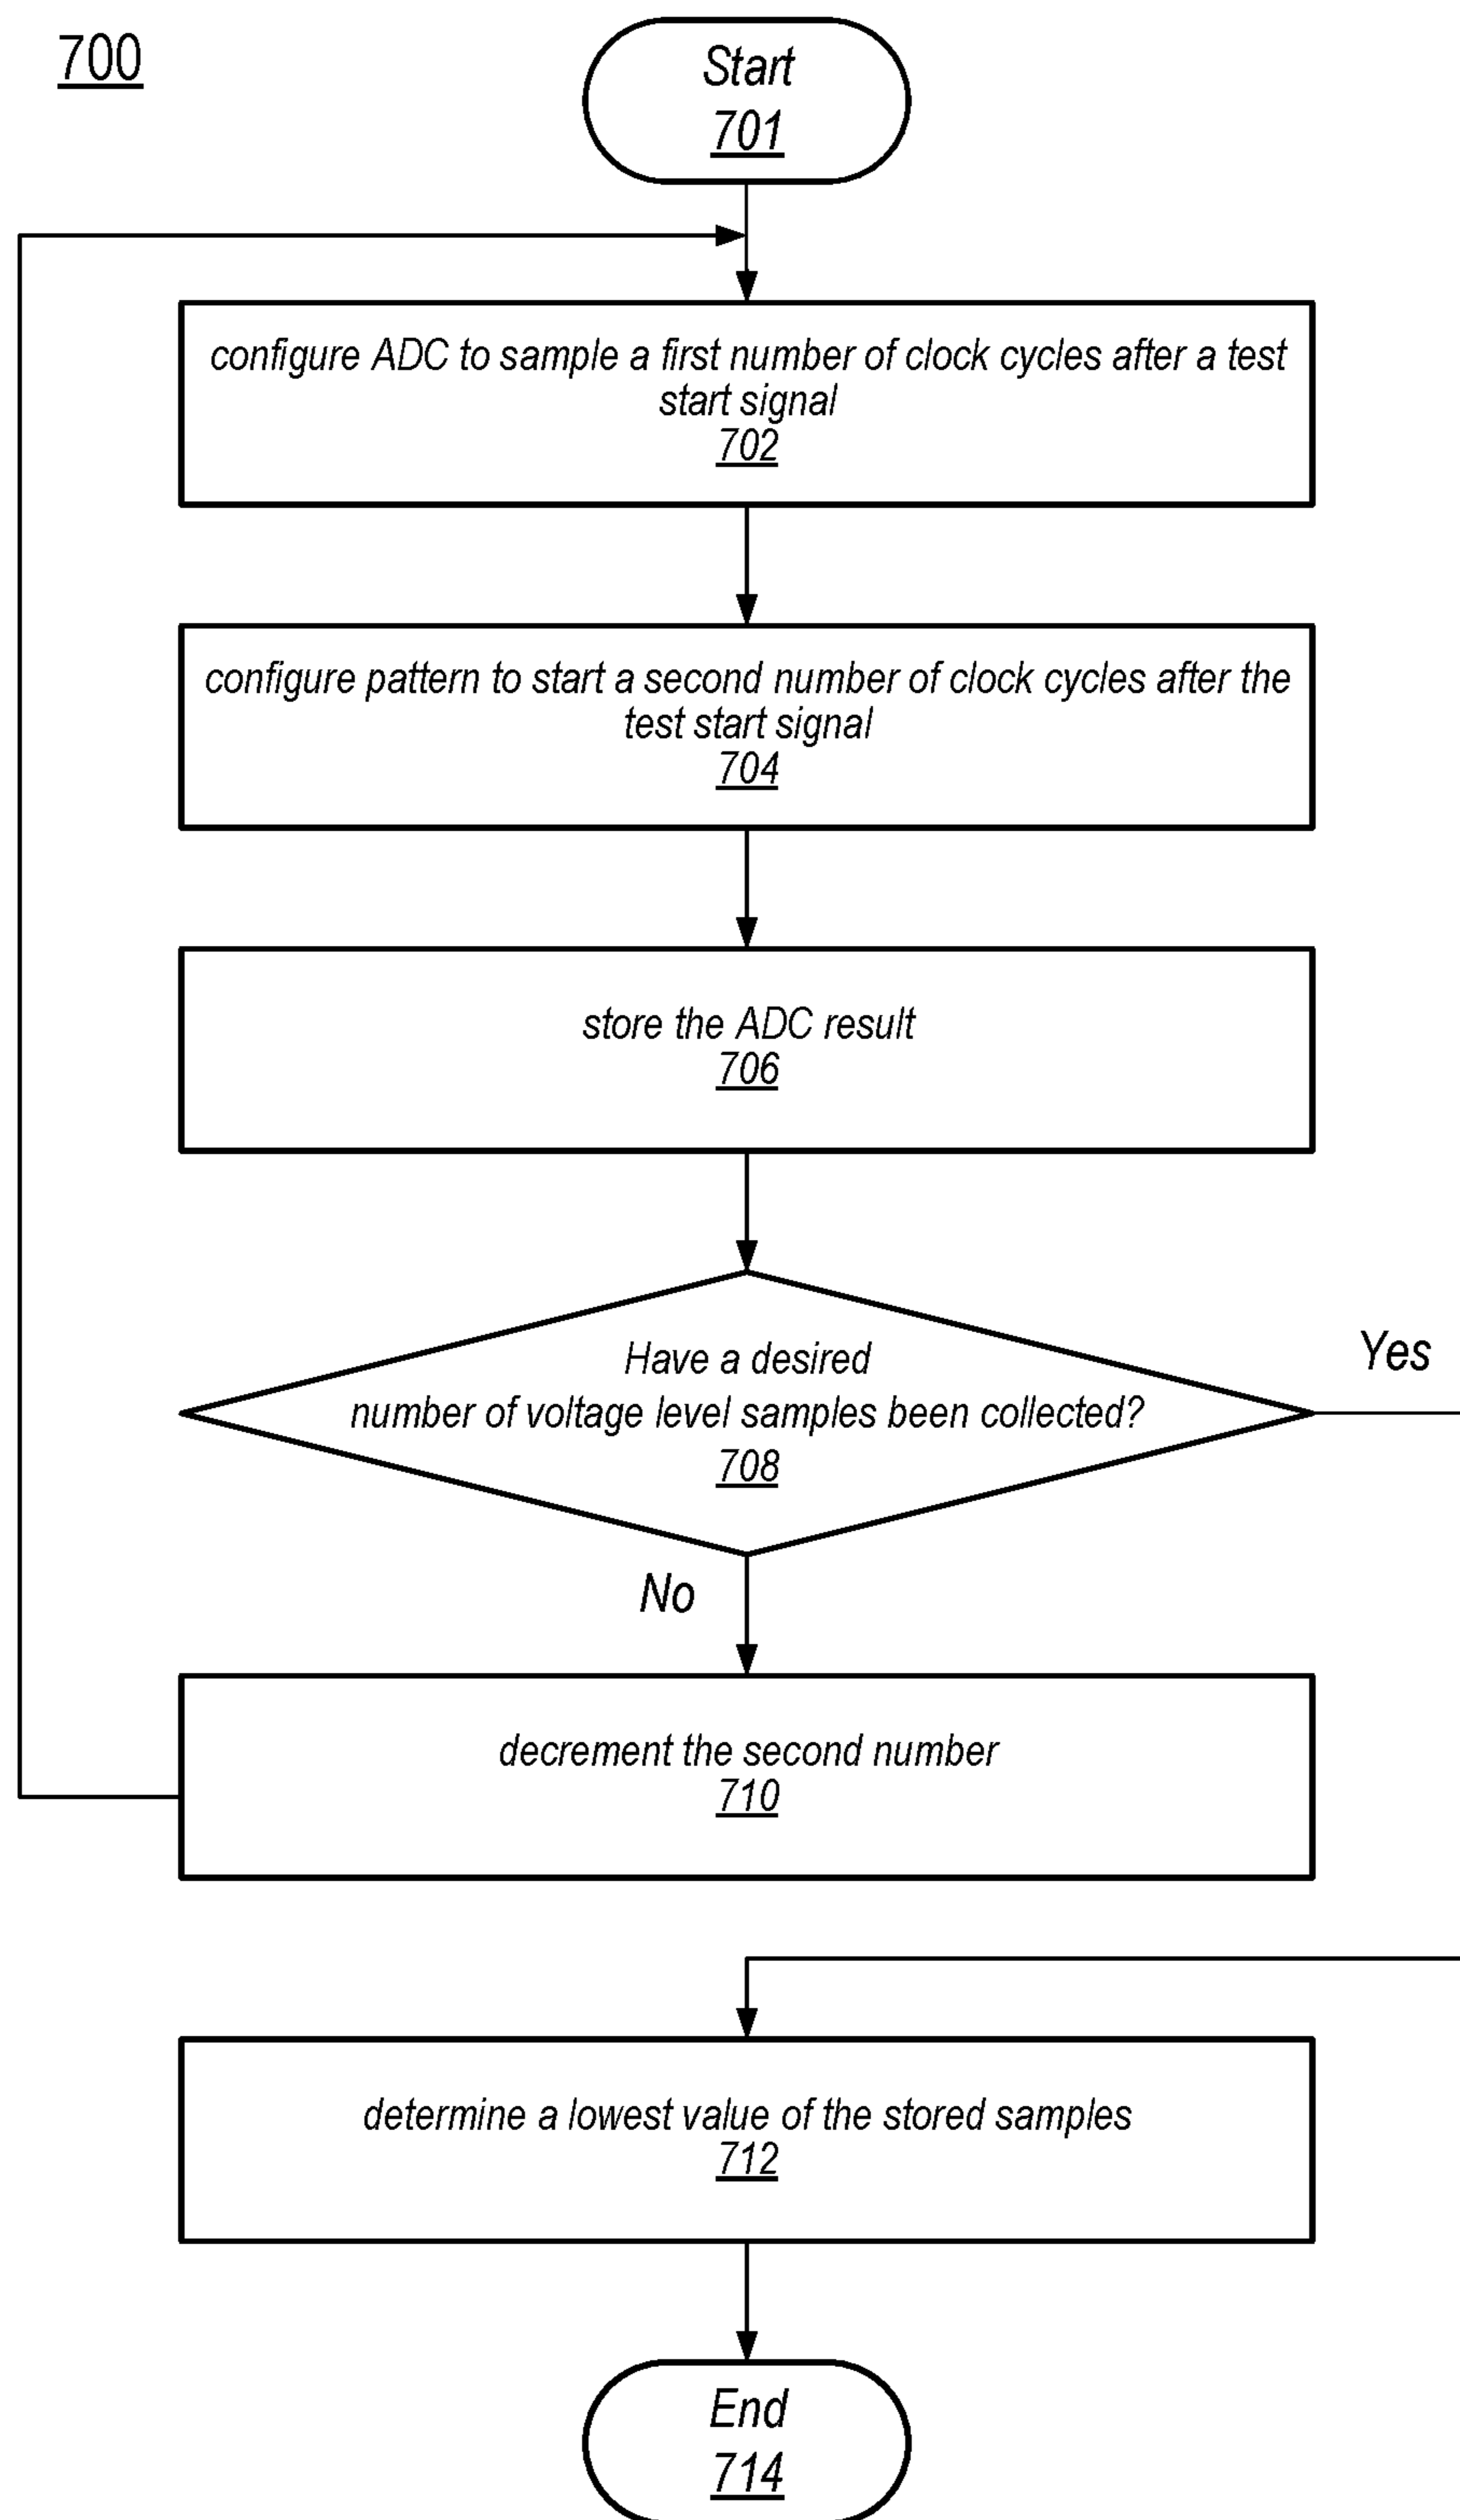 700
Start
701
configure ADC to sample a first number of clock cycles after a test
start signal
702
configure pattern to start a second number of clock cycles after the
test start signal
704
store the ADC result
706
Have a desired
number of voltage level samples been collected?
708
Yes
No
decrement the second number
710
determine a lowest value of the stored samples
712
End
714